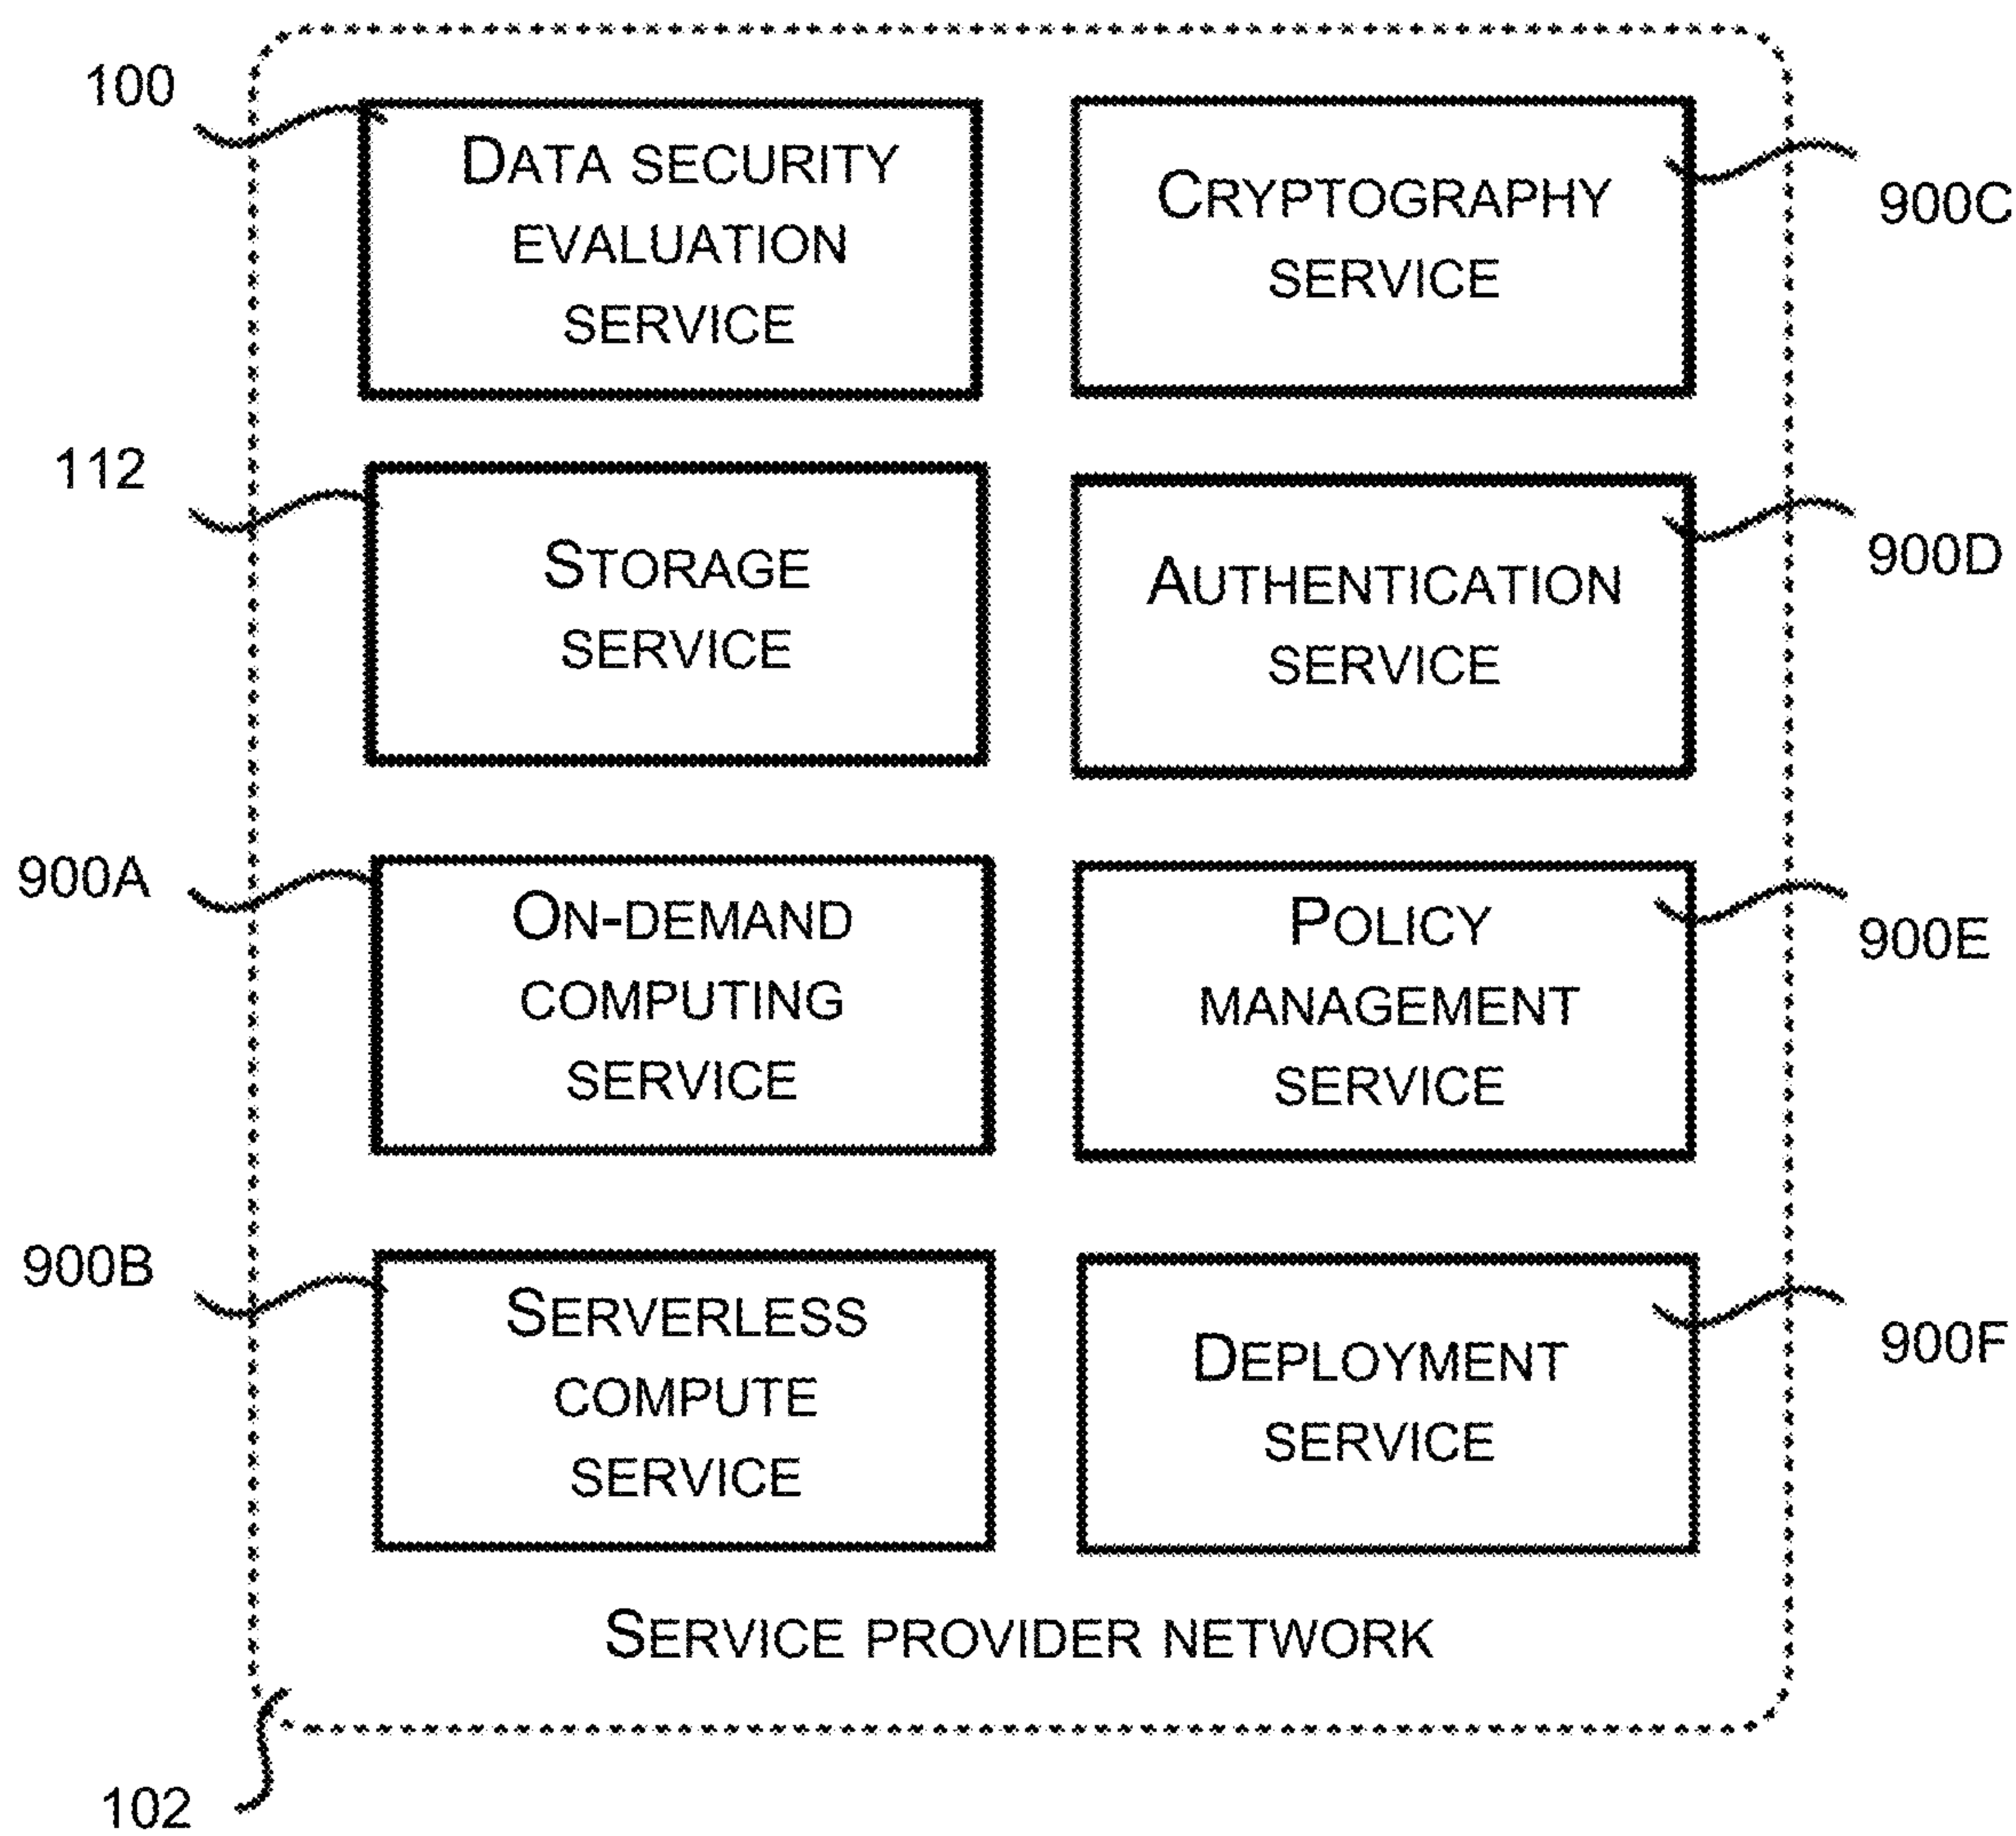 100
DATA SECURITY
EVALUATION
SERVICE
CRYPTOGRAPHY
SERVICE
900C
112
STORAGE
SERVICE
AUTHENTICATION
SERVICE
900D
900A
ON-DEMAND
COMPUTING
SERVICE
POLICY
MANAGEMENT
SERVICE
900E
900B
SERVERLESS
COMPUTE
SERVICE
DEPLOYMENT
SERVICE
900F
SERVICE PROVIDER NETWORK
102